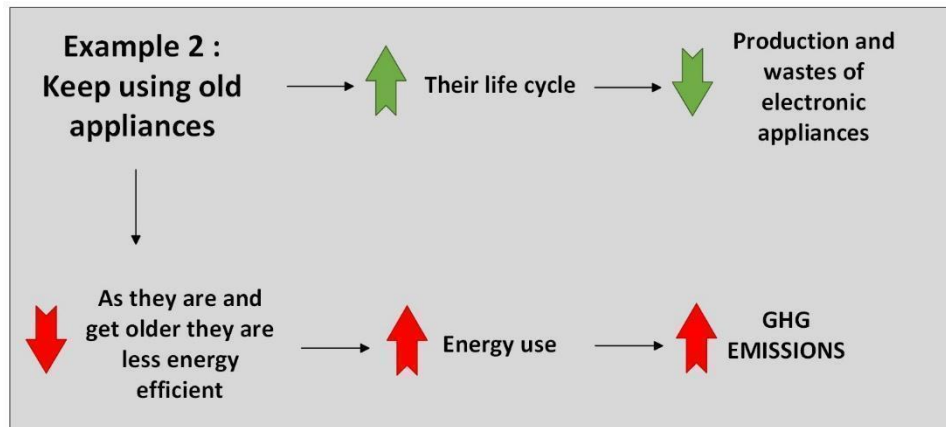 Example 2 :
Keep using old
appliances
Their life cycle
Production and
wastes of
electronic
appliances
As they are and
get older they are
less energy
efficient
Energy use
GHG
EMISSIONS